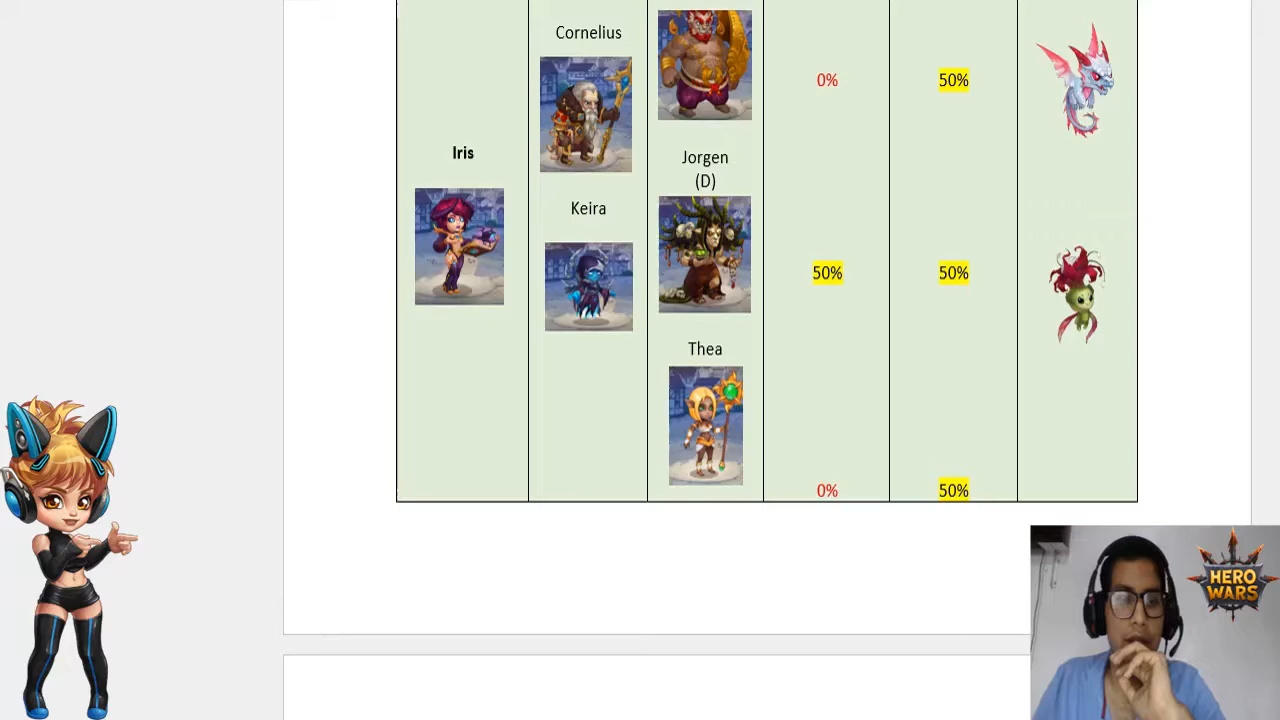 Cornelius
0%
50%
Iris
Jorgen
(D)
Keira
50%
50%
Thea
0%
50%
HERO
WARS